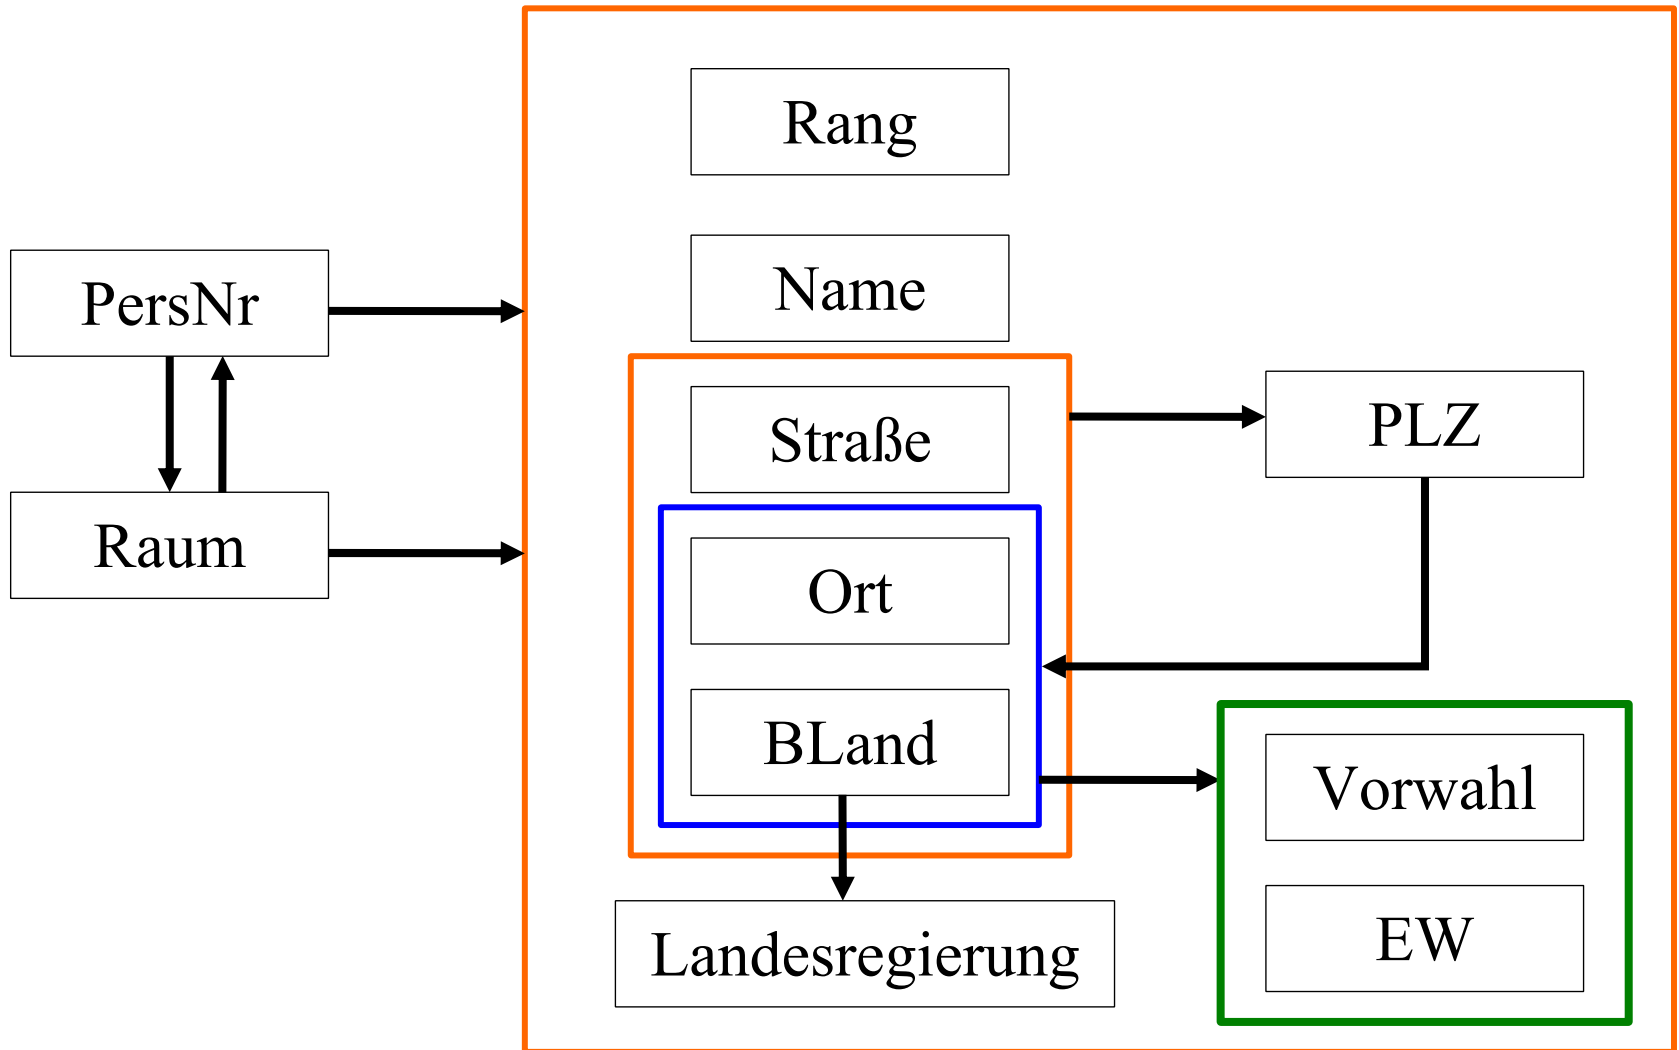 Rang
Name
PersNr
Straße
PLZ
Raum
Ort
BLand
Vorwahl
EW
Landesregierung